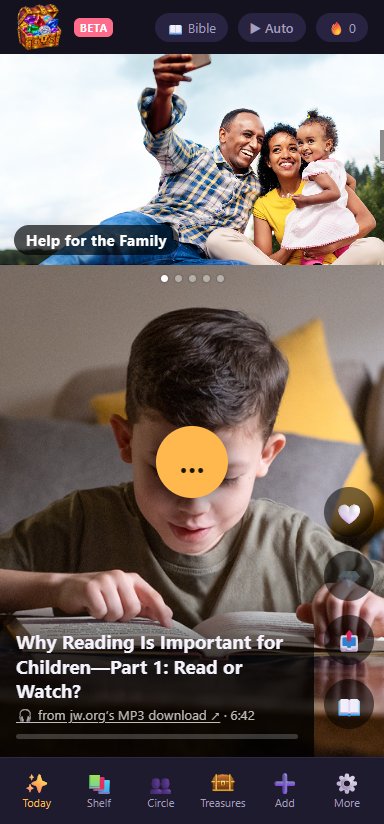 BETA
Bible
Auto
0
Help for the Family
Why Reading Is Important for
Children—Part 1: Read or
Watch?
from jw.org's MP3 download ↗ · 6:42
Today
Shelf
Circle
Treasures
Add
More